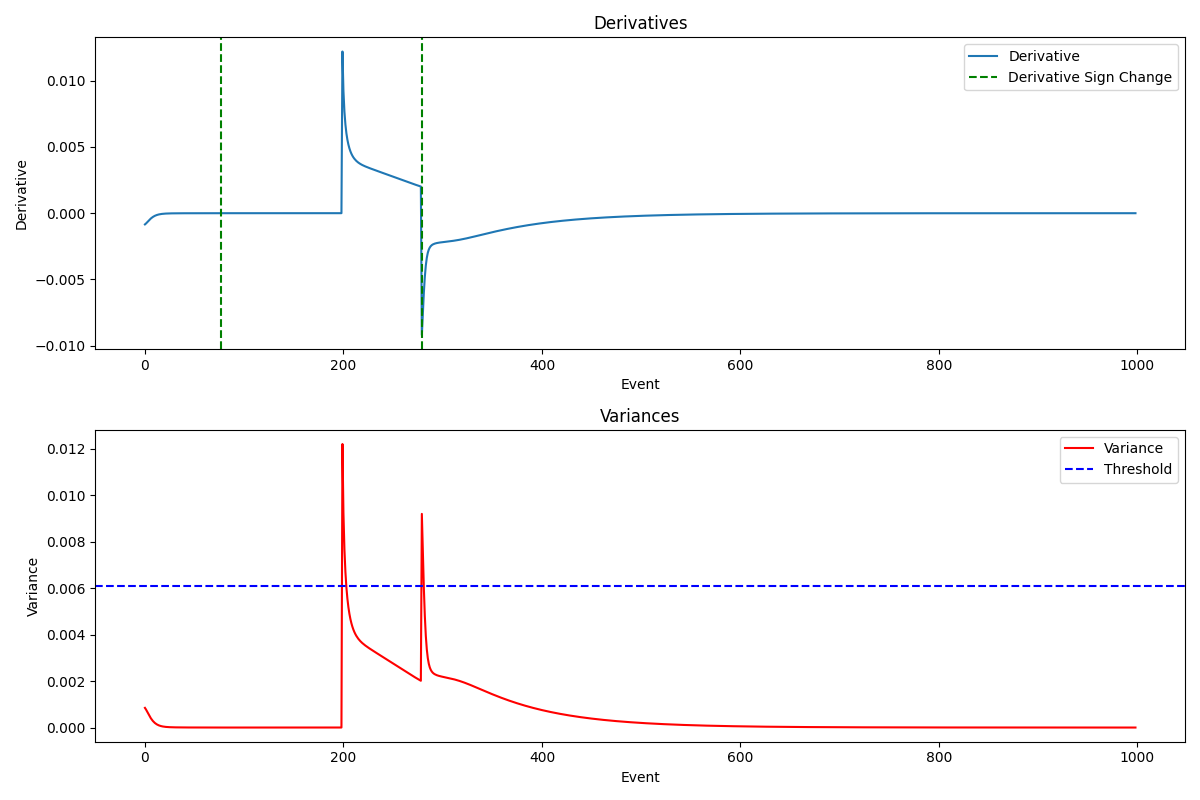 Derivatives
Derivative
Derivative Sign Change
0.010
0.005
0.000
−0.005
−0.010
Derivative
0 200 400 600 800 1000
Event
Variances
Variance
Threshold
0.012
0.010
0.008
0.006
0.004
0.002
0.000
Variance
0 200 400 600 800 1000
Event